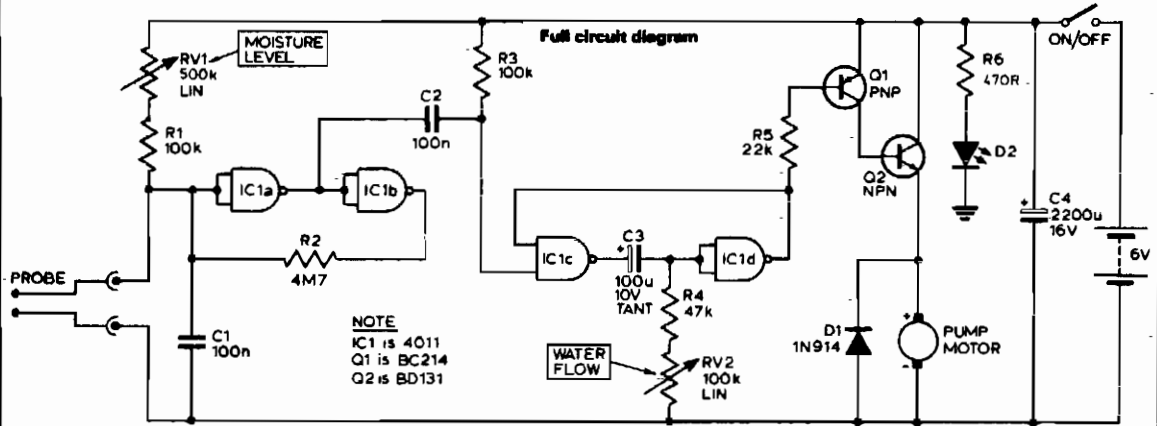 Full circuit diagram
MOISTURE
LEVEL
RV1
500k
LIN
R1
100k
R3
100k
C2
100n
IC1a
IC1b
R2
4M7
PROBE
C1
100n
NOTE
IC1 is 4011
Q1 is BC214
Q2 is BD131
IC1c
C3
+
100u
10V
TANT
IC1d
R4
47k
WATER
FLOW
RV2
100k
LIN
R5
22k
Q1
PNP
Q2
NPN
R6
470R
D2
ON/OFF
+
C4
2200u
16V
6V
D1
1N914
+
PUMP
MOTOR
-